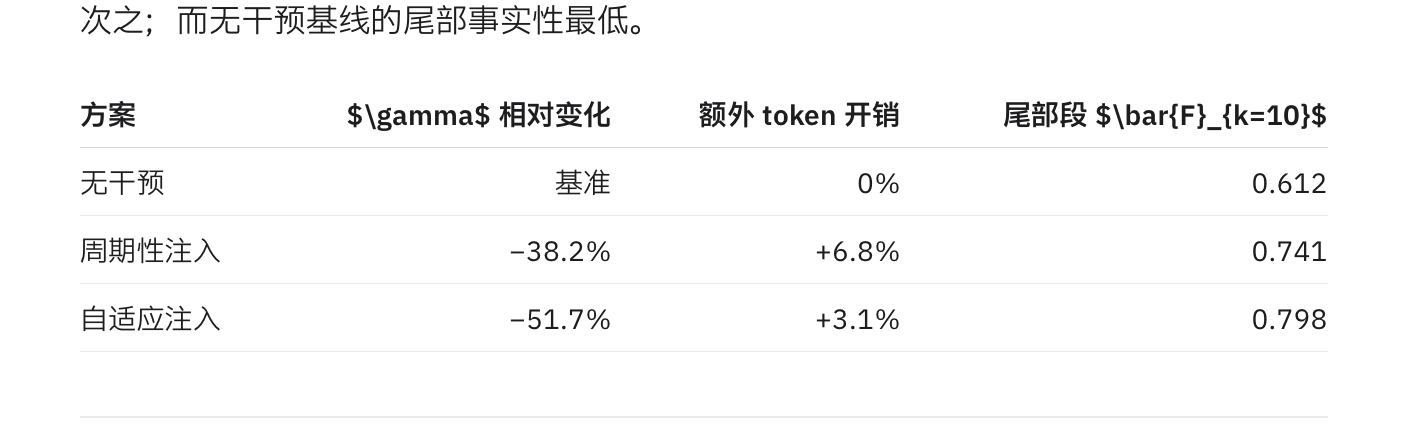 次之；而无干预基线的尾部事实性最低。
方案 $\gamma$ 相对变化 额外 token 开销 尾部段 $\bar{F}_{k=10}$
无干预 基准 0% 0.612
周期性注入 −38.2% +6.8% 0.741
自适应注入 −51.7% +3.1% 0.798